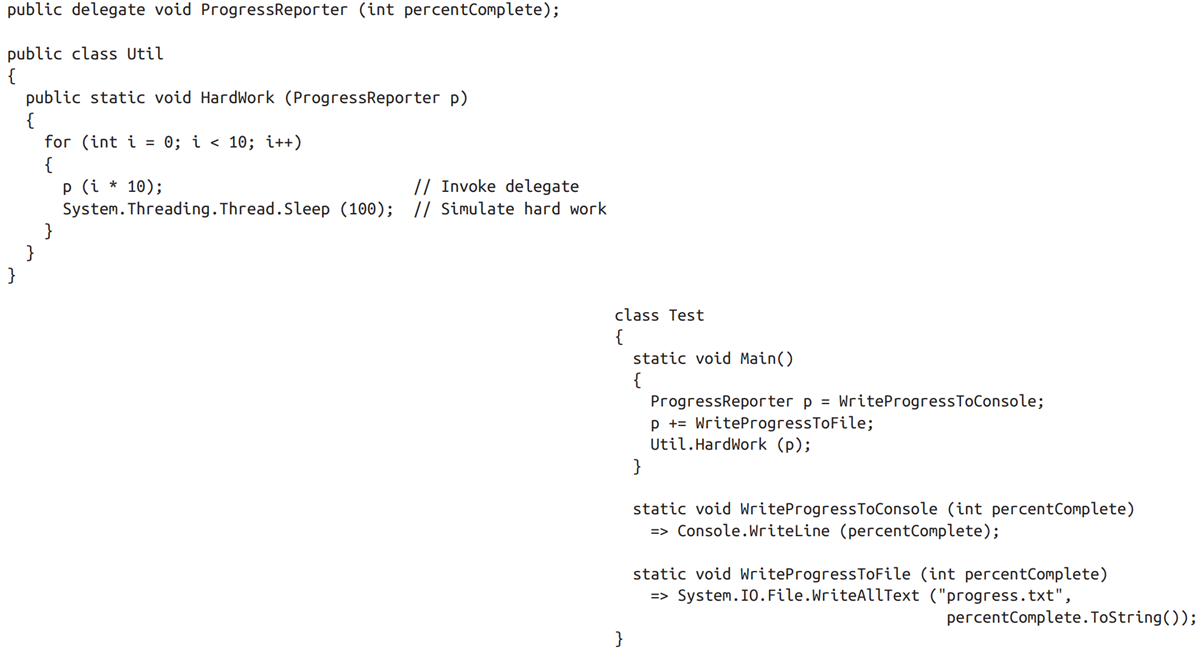 public delegate void ProgressReporter (int percentComplete);
public class Util
{
public static void HardWork (ProgressReporter p)
{
for (int i = 0; i < 10; i++)
{
p (i * 10); // Invoke delegate
System.Threading.Thread.Sleep (100); // Simulate hard work
}
}
}
class Test
{
static void Main()
{
ProgressReporter p = WriteProgressToConsole;
p += WriteProgressToFile;
Util.HardWork (p);
}
static void WriteProgressToConsole (int percentComplete)
=> Console.WriteLine (percentComplete);
static void WriteProgressToFile (int percentComplete)
=> System.IO.File.WriteAllText ("progress.txt",
percentComplete.ToString());
}